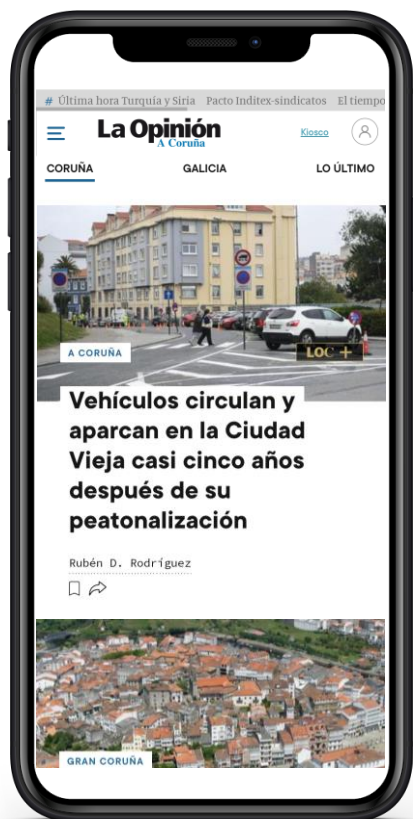 # Última hora Turquía y Siria Pacto Inditex-sindicatos El tiempo
La Opinión
A Coruña
Kiosco
CORUÑA GALICIA LO ÚLTIMO
A CORUÑA
LOC +
Vehículos circulan y
aparcan en la Ciudad
Vieja casi cinco años
después de su
peatonalización
Rubén D. Rodríguez
GRAN CORUÑA